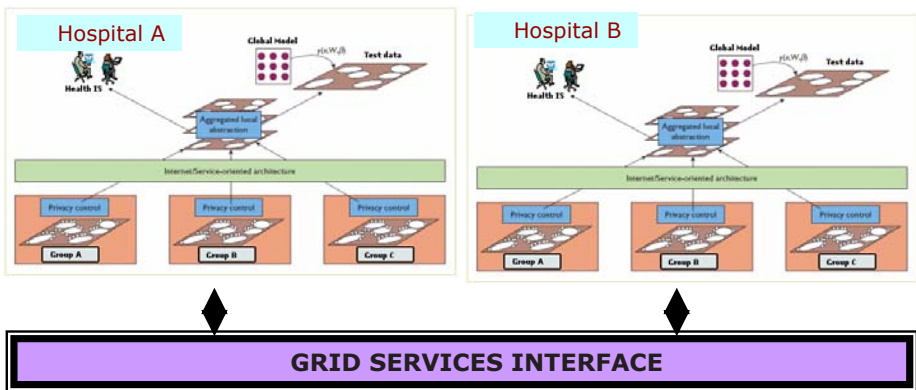 Hospital A
Global Model
Test data
Health IS
Aggregated local
abstraction
Internet/Service-oriented architecture
Privacy control
Privacy control
Privacy control
Group A
Group B
Group C
Hospital B
Global Model
Test data
Health IS
Aggregated local
abstraction
Internet/Service-oriented architecture
Privacy control
Privacy control
Privacy control
Group A
Group B
Group C
GRID SERVICES INTERFACE